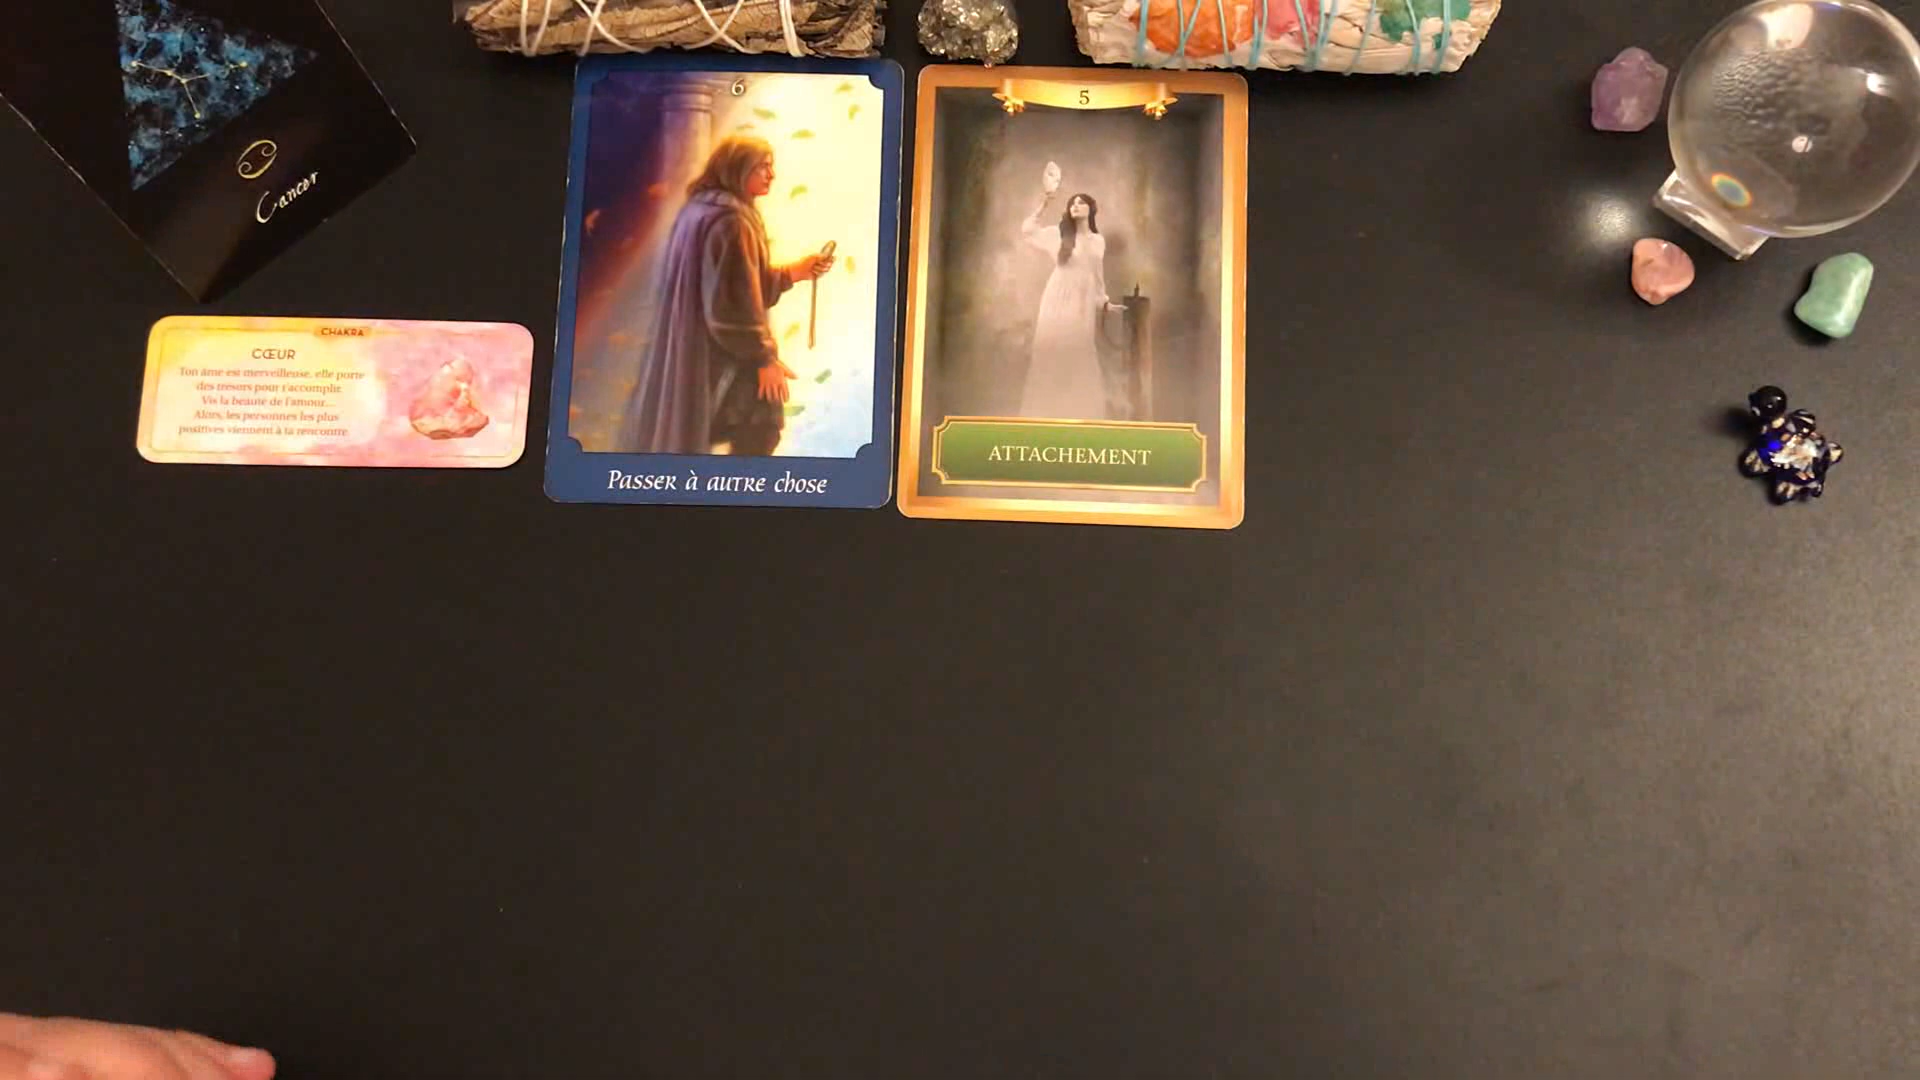 Cancer
CHAKRA
CŒUR
Ton âme est merveilleuse, elle porte
des trésors pour t'accomplir.
Vis la beauté de l'amour...
Alors, les personnes les plus
positives viennent à ta rencontre.
6
Passer à autre chose
5
ATTACHEMENT